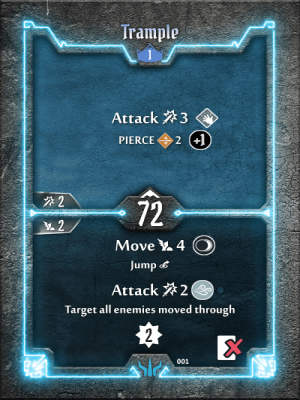 Trample
1
Attack 3
PIERCE 2 +1
2
72
2
Move 4
Jump
Attack 2
Target all enemies moved through
2
001